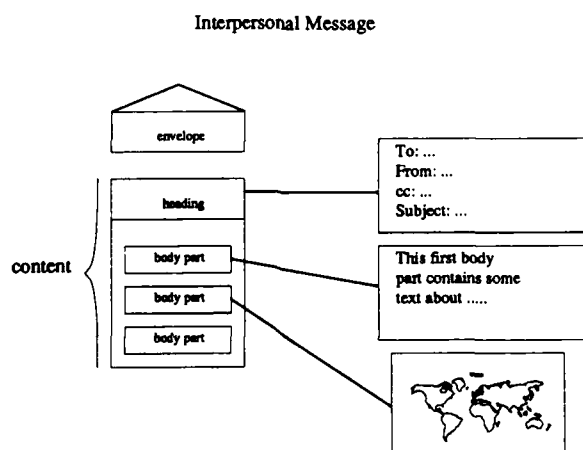 Interpersonal Message
envelope
heading
content
body part
body part
body part
To: ...
From: ...
cc: ...
Subject: ...
This first body
part contains some
text about .....